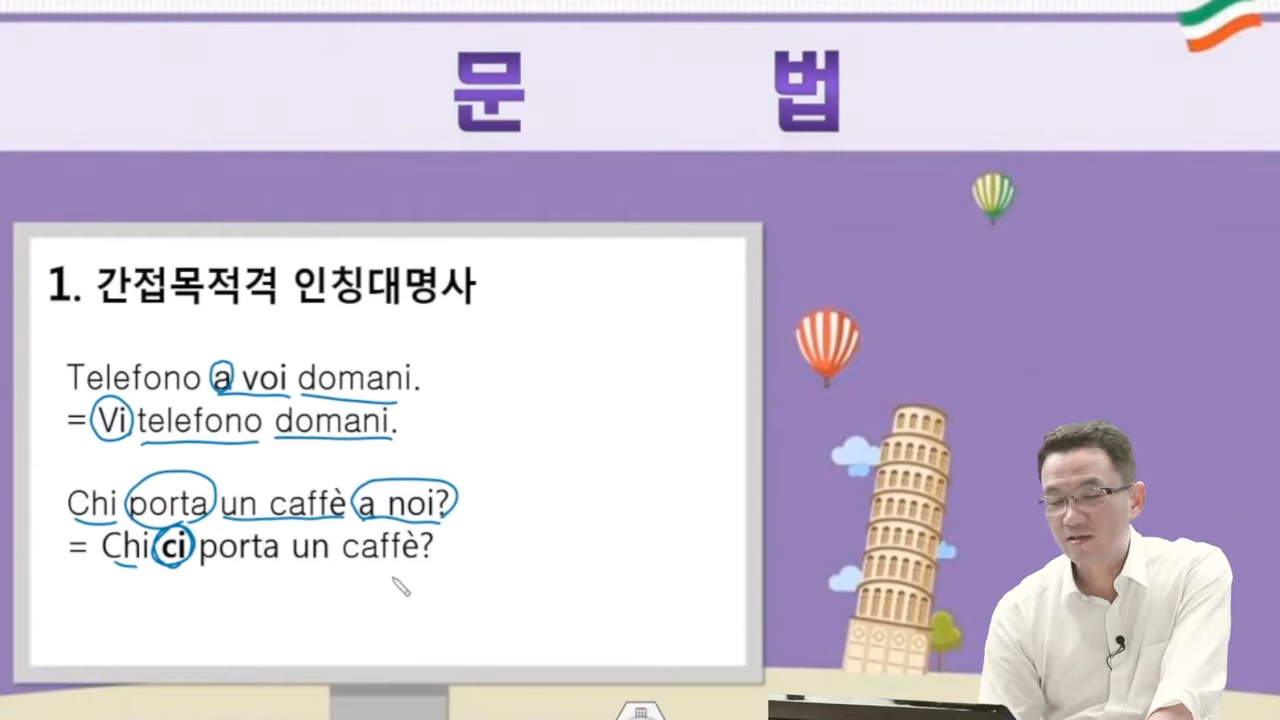 문 법
1. 간접목적격 인칭대명사
Telefono a voi domani.
= Vi telefono domani.
Chi porta un caffè a noi?
= Chi ci porta un caffè?